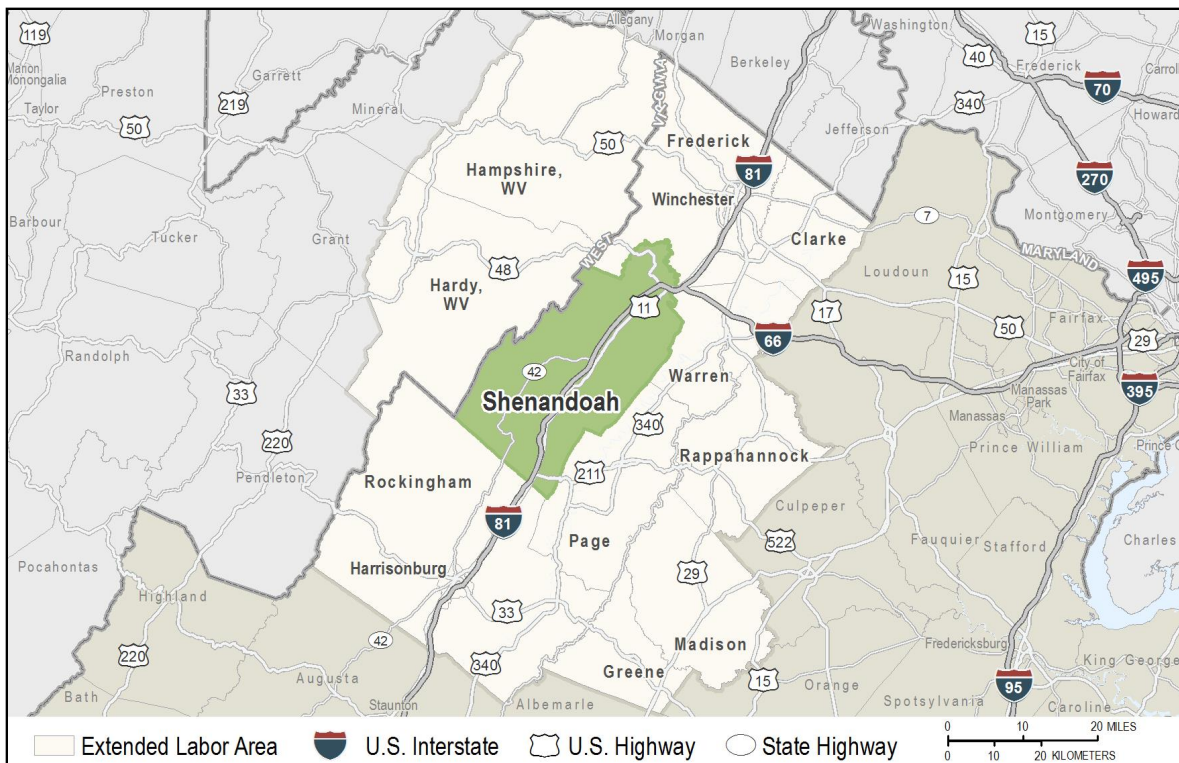 Allegany
Washington
119
15
Morgan
Frederick
40
Marion
Monongalia
Garrett
Berkeley
70
Carroll
Preston
219
Mineral
340
Taylor
Howard
50
VIRGINIA
Jefferson
50
Frederick
Hampshire,
WV
81
270
Winchester
Barbour
Tucker
Grant
7
Montgomery
Clarke
WEST
MARYLAND
48
Loudoun
495
Hardy,
WV
15
11
17
50
Fairfax
66
29
Randolph
City of
Fairfax
42
Warren
Manassas
Park
395
33
Shenandoah
Manassas
340
Prince William
220
Rappahannock
211
Pendleton
Rockingham
Culpeper
81
522
Fauquier
Stafford
Charles
Page
Pocahontas
Harrisonburg
29
Highland
33
42
Madison
Fredericksburg
220
340
Greene
King George
Augusta
15
95
Bath
Orange
Staunton
Albemarle
Spotsylvania
Caroline
Extended Labor Area
U.S. Interstate
U.S. Highway
State Highway
0 10 20 MILES
0 10 20 KILOMETERS